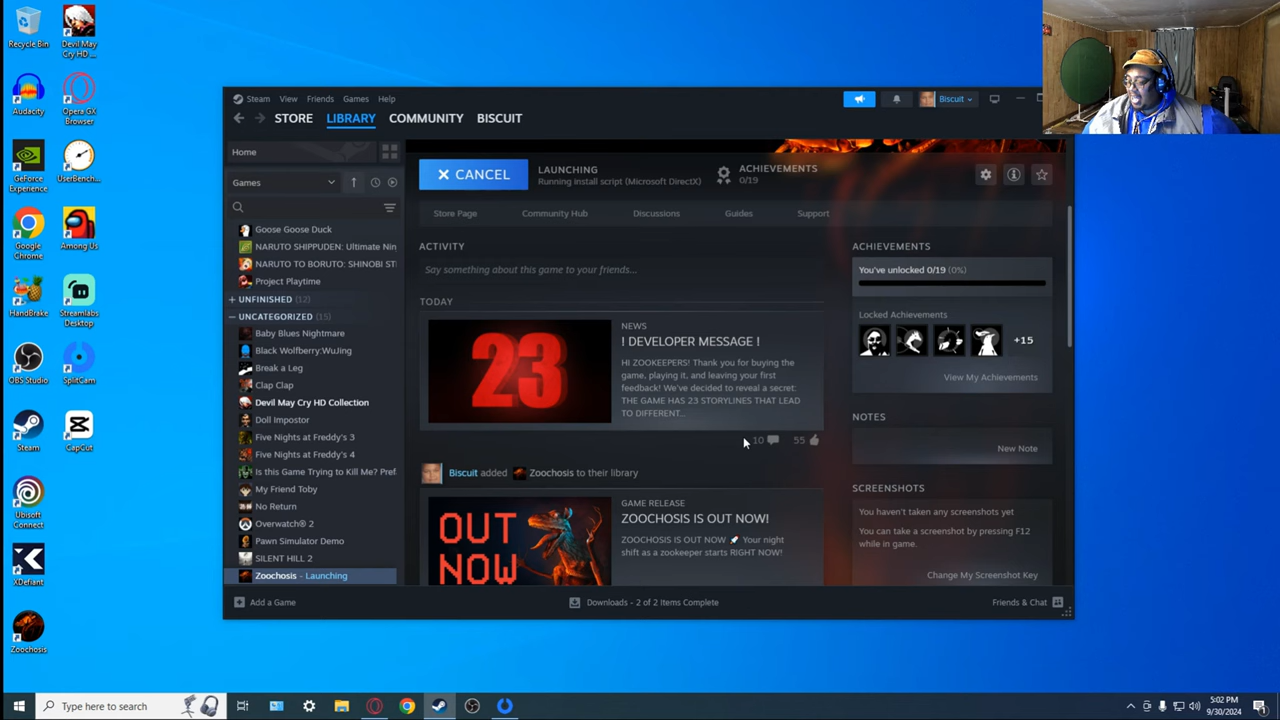 Recycle Bin
Devil May
Cry HD ...
Audacity
Opera GX
Browser
GeForce
Experience
UserBench...
Google
Chrome
Among Us
HandBrake
Streamlabs
Desktop
OBS Studio
SplitCam
Steam
CapCut
Ubisoft
Connect
XDefiant
Zoochosis
Steam View Friends Games Help
Biscuit
STORE LIBRARY COMMUNITY BISCUIT
Home
Games
Goose Goose Duck
NARUTO SHIPPUDEN: Ultimate Nin
NARUTO TO BORUTO: SHINOBI ST
Project Playtime
+ UNFINISHED (12)
— UNCATEGORIZED (15)
Baby Blues Nightmare
Black Wolfberry:WuJing
Break a Leg
Clap Clap
Devil May Cry HD Collection
Doll Impostor
Five Nights at Freddy's 3
Five Nights at Freddy's 4
Is this Game Trying to Kill Me? Pref
My Friend Toby
No Return
Overwatch® 2
Pawn Simulator Demo
SILENT HILL 2
Zoochosis - Launching
CANCEL
LAUNCHING
Running install script (Microsoft DirectX)
ACHIEVEMENTS
0/19
Store Page Community Hub Discussions Guides Support
ACTIVITY
Say something about this game to your friends...
TODAY
23
NEWS
! DEVELOPER MESSAGE !
HI ZOOKEEPERS! Thank you for buying the
game, playing it, and leaving your first
feedback! We've decided to reveal a secret:
THE GAME HAS 23 STORYLINES THAT LEAD
TO DIFFERENT...
10 55
Biscuit added Zoochosis to their library
OUT
NOW
GAME RELEASE
ZOOCHOSIS IS OUT NOW!
ZOOCHOSIS IS OUT NOW 🚀 Your night
shift as a zookeeper starts RIGHT NOW!
ACHIEVEMENTS
You've unlocked 0/19 (0%)
Locked Achievements
+15
View My Achievements
NOTES
New Note
SCREENSHOTS
You haven't taken any screenshots yet
You can take a screenshot by pressing F12
while in game.
Change My Screenshot Key
Add a Game
Downloads - 2 of 2 Items Complete
Friends & Chat
Type here to search
5:02 PM
9/30/2024
1